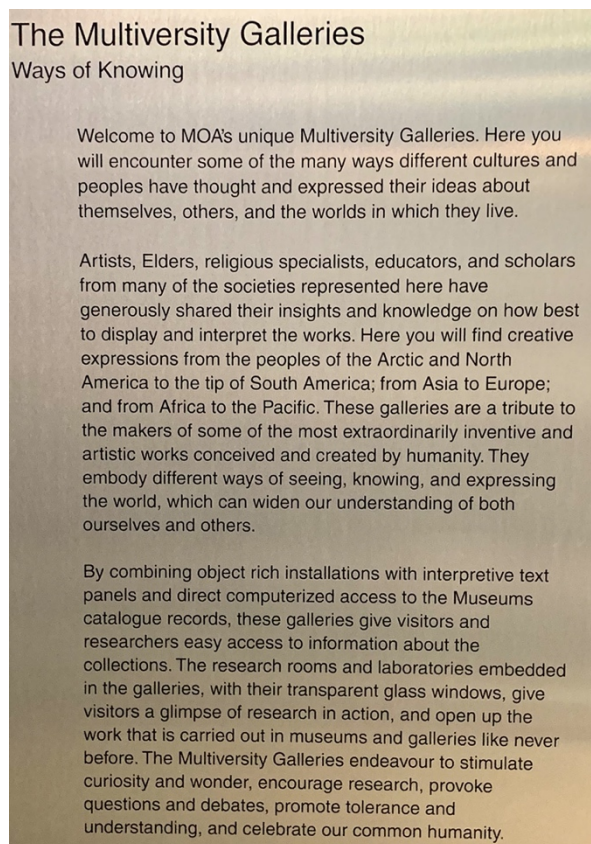 The Multiversity Galleries
Ways of Knowing
Welcome to MOA's unique Multiversity Galleries. Here you
will encounter some of the many ways different cultures and
peoples have thought and expressed their ideas about
themselves, others, and the worlds in which they live.
Artists, Elders, religious specialists, educators, and scholars
from many of the societies represented here have
generously shared their insights and knowledge on how best
to display and interpret the works. Here you will find creative
expressions from the peoples of the Arctic and North
America to the tip of South America; from Asia to Europe;
and from Africa to the Pacific. These galleries are a tribute to
the makers of some of the most extraordinarily inventive and
artistic works conceived and created by humanity. They
embody different ways of seeing, knowing, and expressing
the world, which can widen our understanding of both
ourselves and others.
By combining object rich installations with interpretive text
panels and direct computerized access to the Museums
catalogue records, these galleries give visitors and
researchers easy access to information about the
collections. The research rooms and laboratories embedded
in the galleries, with their transparent glass windows, give
visitors a glimpse of research in action, and open up the
work that is carried out in museums and galleries like never
before. The Multiversity Galleries endeavour to stimulate
curiosity and wonder, encourage research, provoke
questions and debates, promote tolerance and
understanding, and celebrate our common humanity.